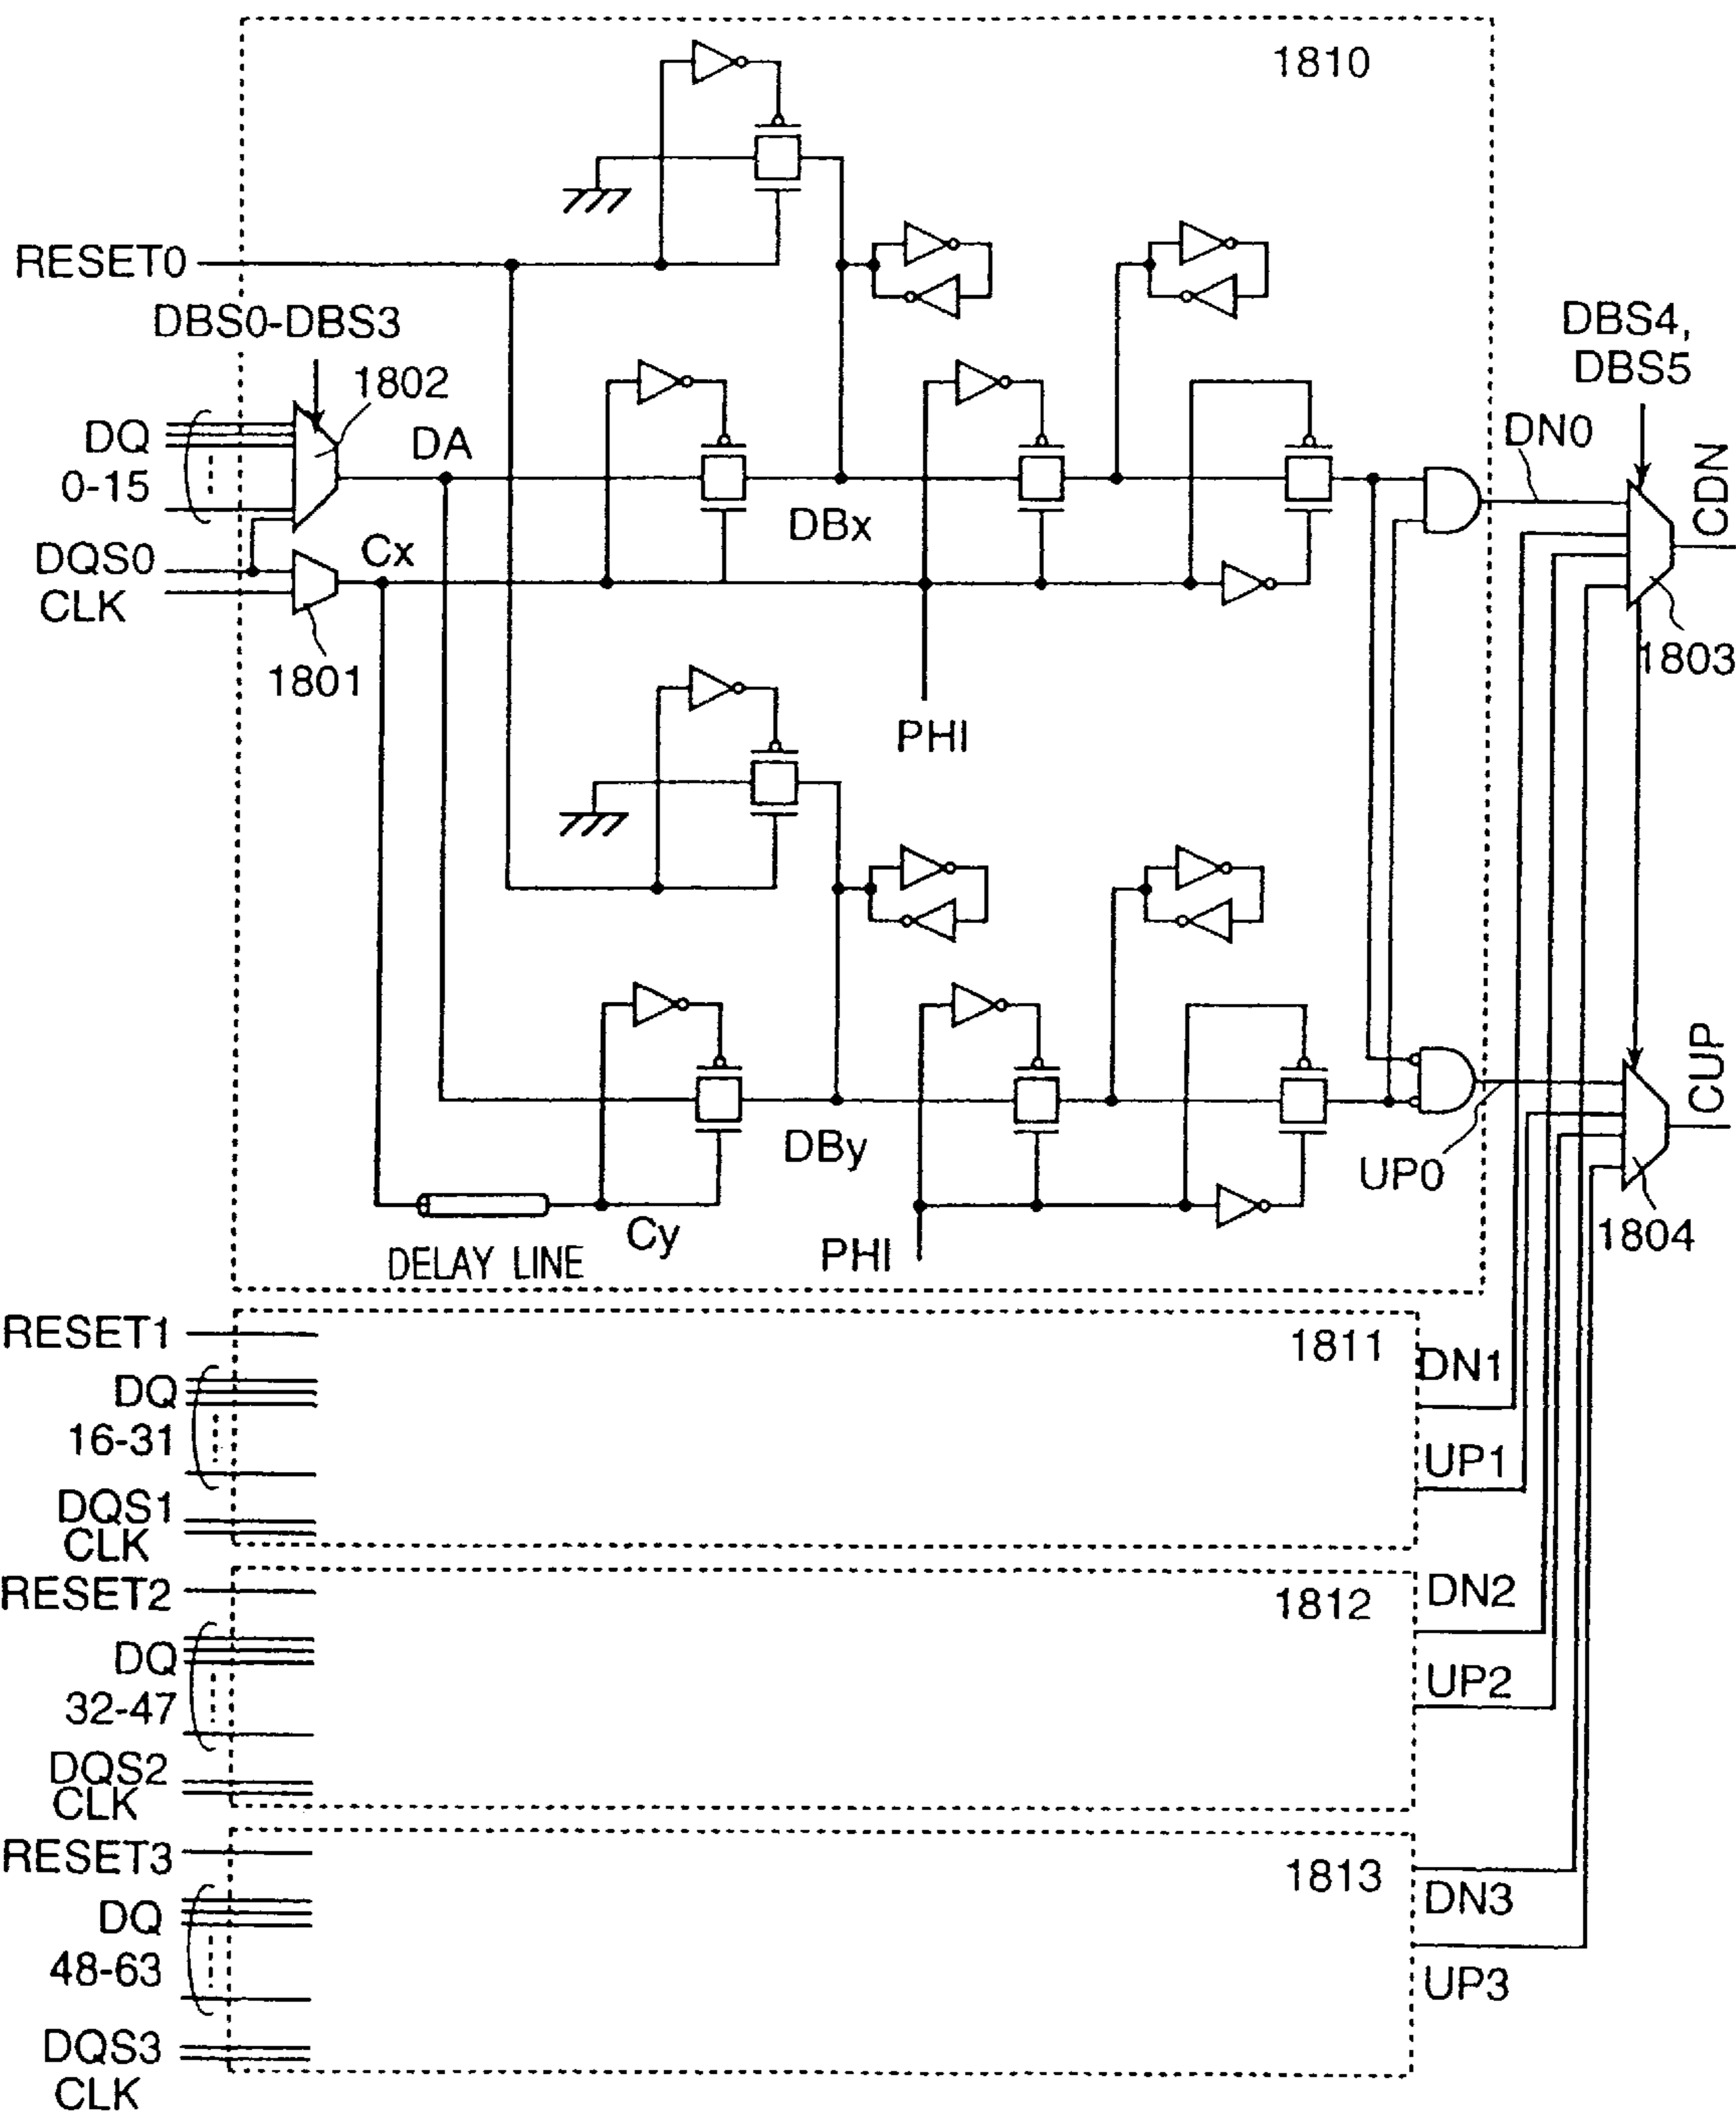 1810
RESET0
DBS0-DBS3
1802
DBS4,
DBS5
DQ
0-15
DA
DN0
CDN
DBx
DQS0
Cx
CLK
1801
1803
PHI
CUP
DBy
UP0
Cy
PHI
1804
DELAY LINE
RESET1
1811
DN1
DQ
16-31
UP1
DQS1
CLK
RESET2
1812
DN2
DQ
32-47
UP2
DQS2
CLK
RESET3
1813
DN3
DQ
48-63
UP3
DQS3
CLK